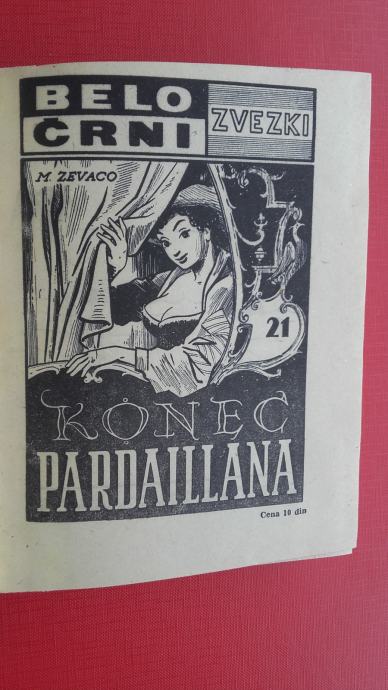 BELO
ČRNI
ZVEZKI
M. ZEVACO
21
KONEC
PARDAILLANA
Cena 10 din